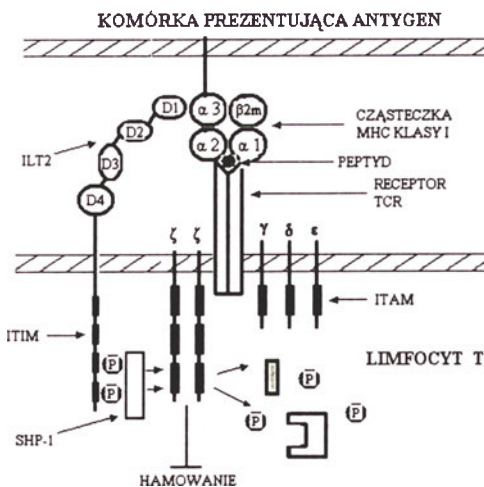 KOMÓRKA PREZENTUJĄCA ANTYGEN
D1
α 3
β2m
CZĄSTECZKA
MHC KLASY I
D2
α 2
α 1
ILT2
D3
PEPTYD
RECEPTOR
TCR
D4
ζ
ζ
γ
δ
ε
ITAM
ITIM
P
P
LIMFOCYT T
P
P
P
SHP-1
HAMOWANIE